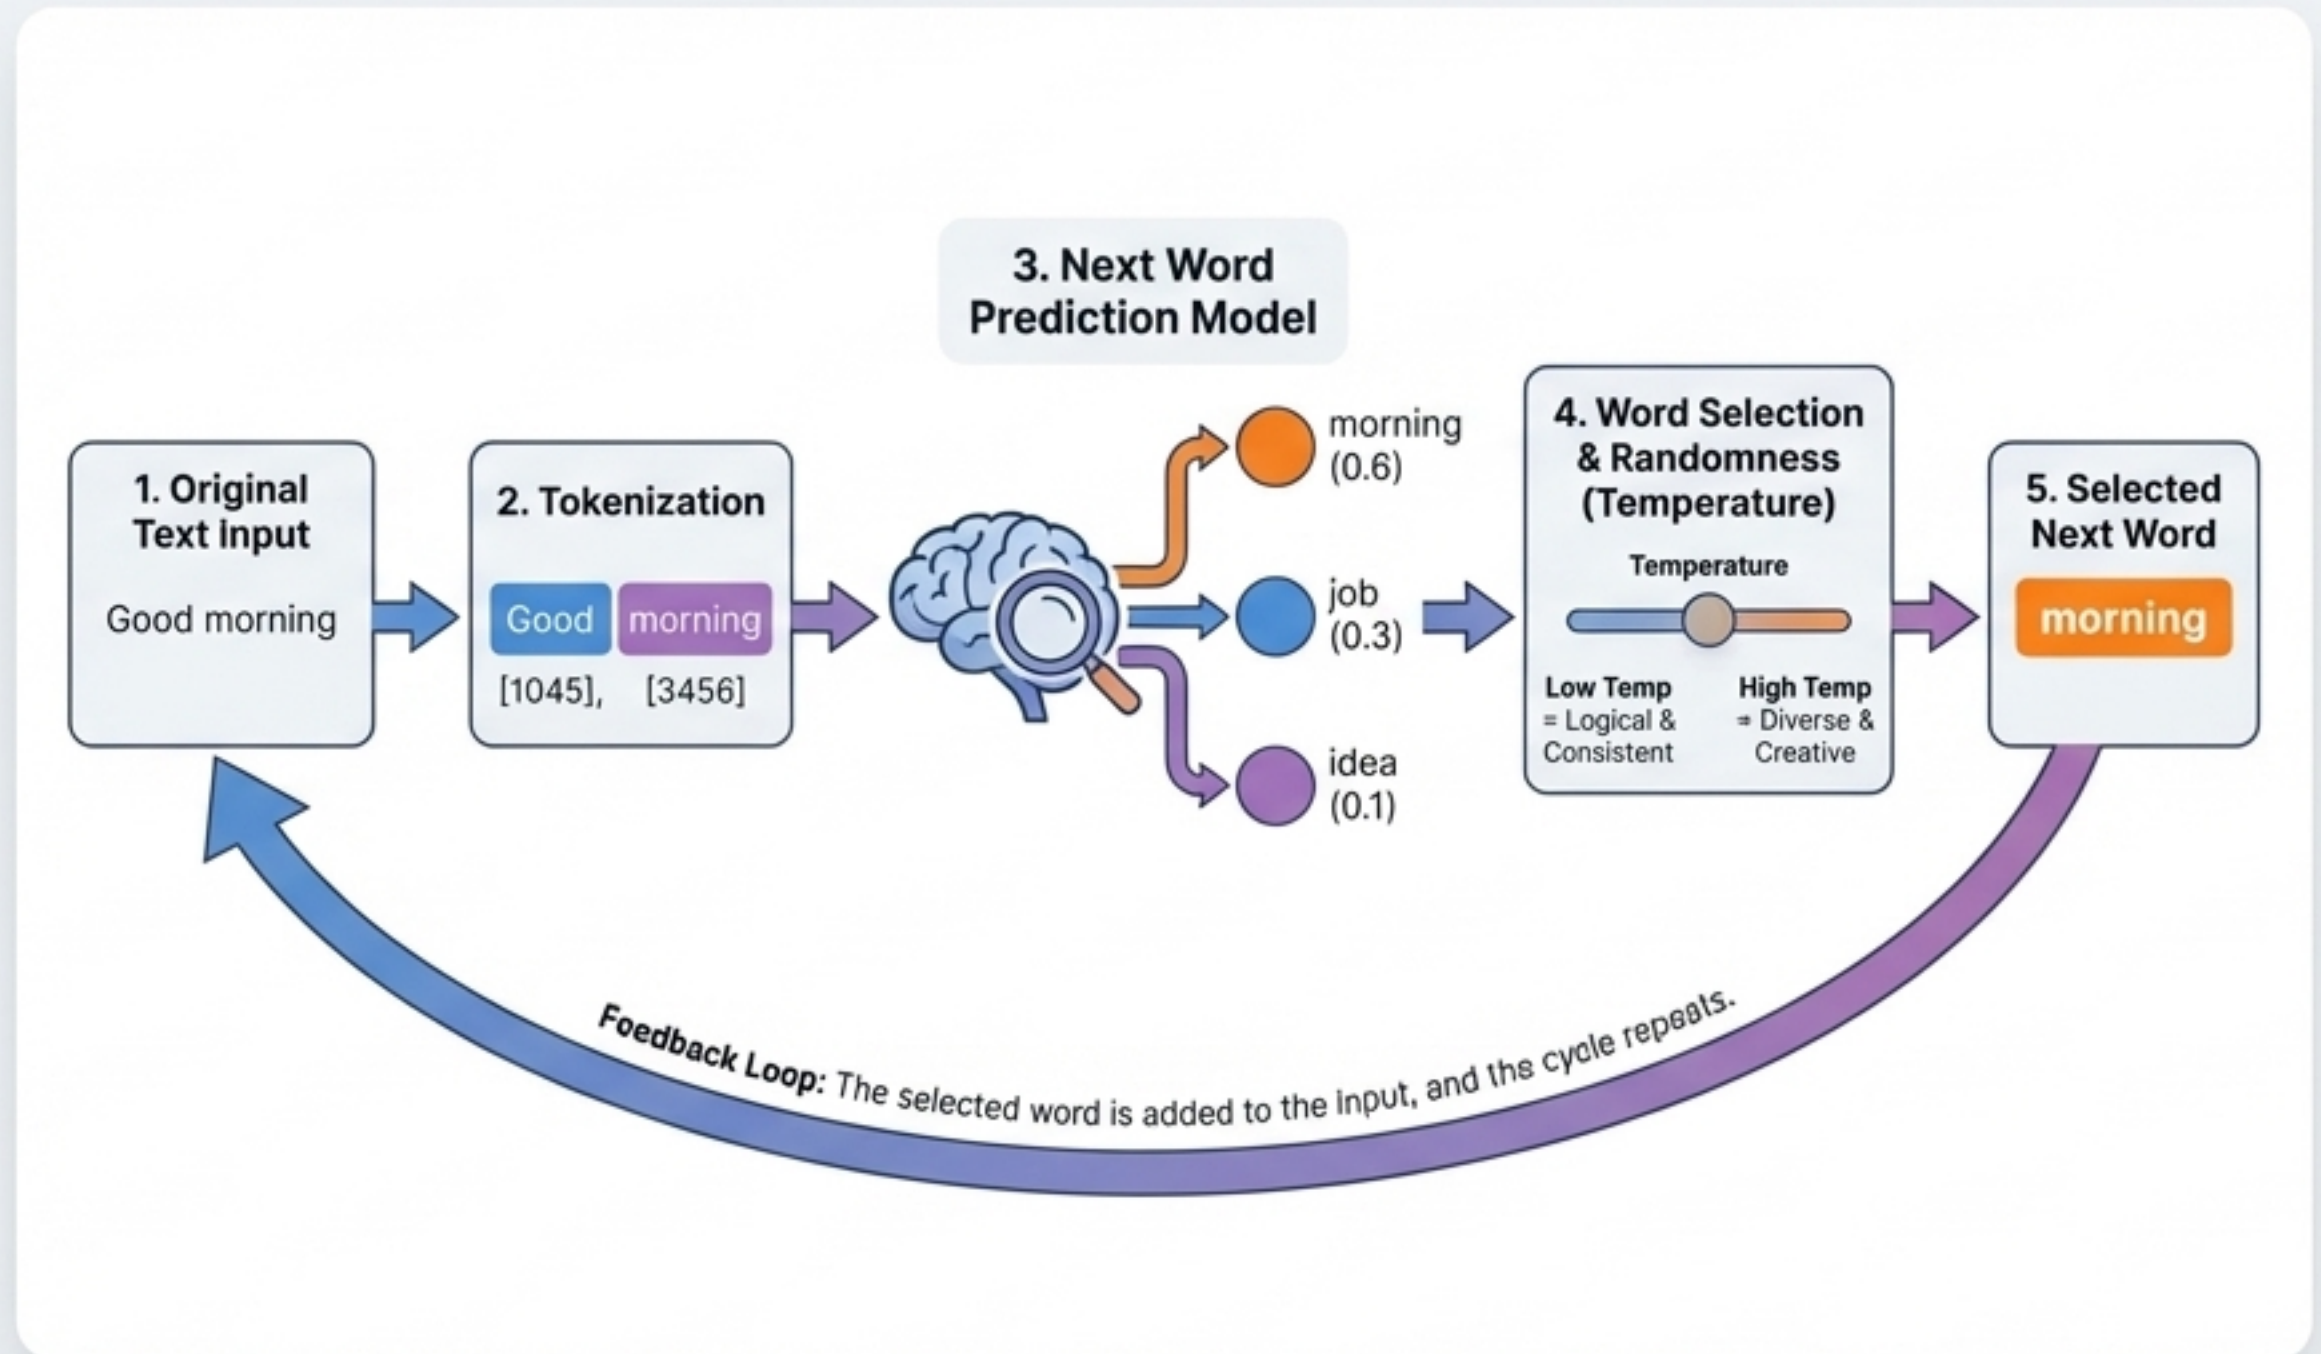 1. Original
Text Input
Good morning
2. Tokenization
Good morning
[1045], [3456]
3. Next Word
Prediction Model
morning
(0.6)
job
(0.3)
idea
(0.1)
4. Word Selection
& Randomness
(Temperature)
Temperature
Low Temp
= Logical &
Consistent
High Temp
= Diverse &
Creative
5. Selected
Next Word
morning
Foedback Loop: The selected word is added to the input, and ths cycle repeats.